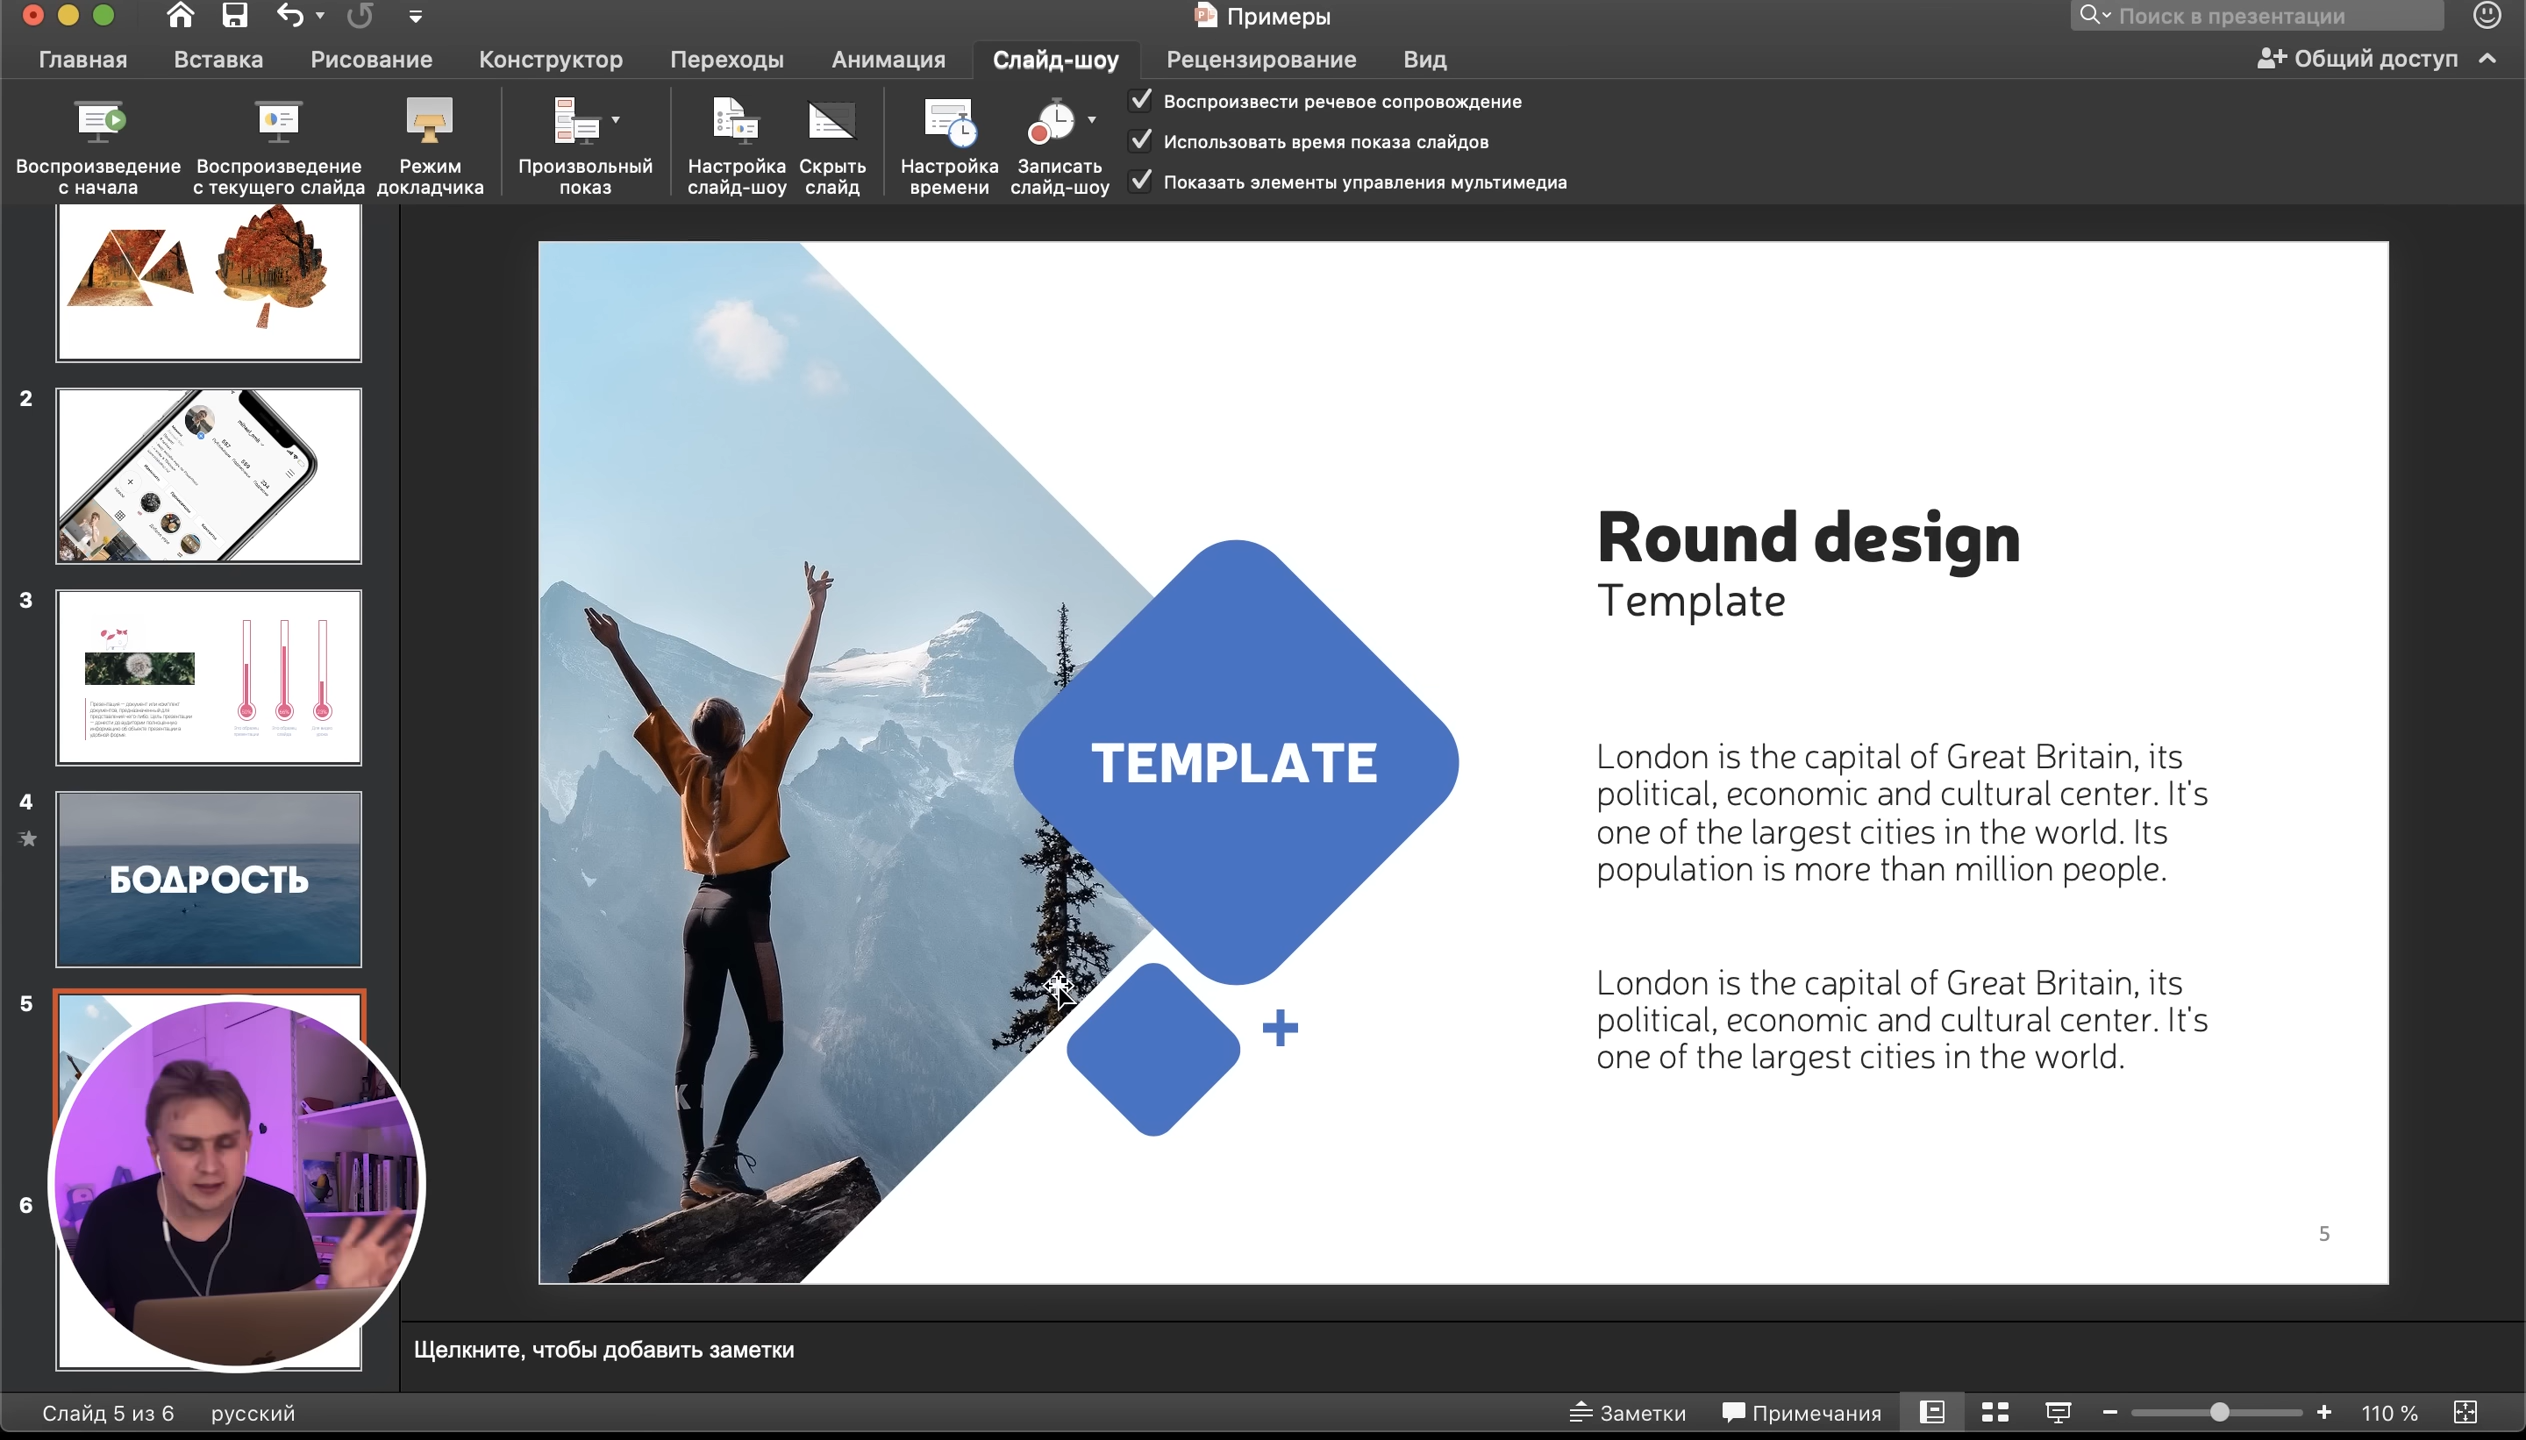 Примеры
Поиск в презентации
Главная
Вставка
Рисование
Конструктор
Переходы
Анимация
Слайд-шоу
Рецензирование
Вид
Общий доступ
Воспроизведение
с начала
Воспроизведение
с текущего слайда
Режим
докладчика
Произвольный
показ
Настройка
слайд-шоу
Скрыть
слайд
Настройка
времени
Записать
слайд-шоу
Воспроизвести речевое сопровождение
Использовать время показа слайдов
Показать элементы управления мультимедиа
2
3
4
БОДРОСТЬ
5
6
TEMPLATE
Round design
Template
London is the capital of Great Britain, its
political, economic and cultural center. It's
one of the largest cities in the world. Its
population is more than million people.
London is the capital of Great Britain, its
political, economic and cultural center. It's
one of the largest cities in the world.
5
Щелкните, чтобы добавить заметки
Слайд 5 из 6
русский
Заметки
Примечания
110 %